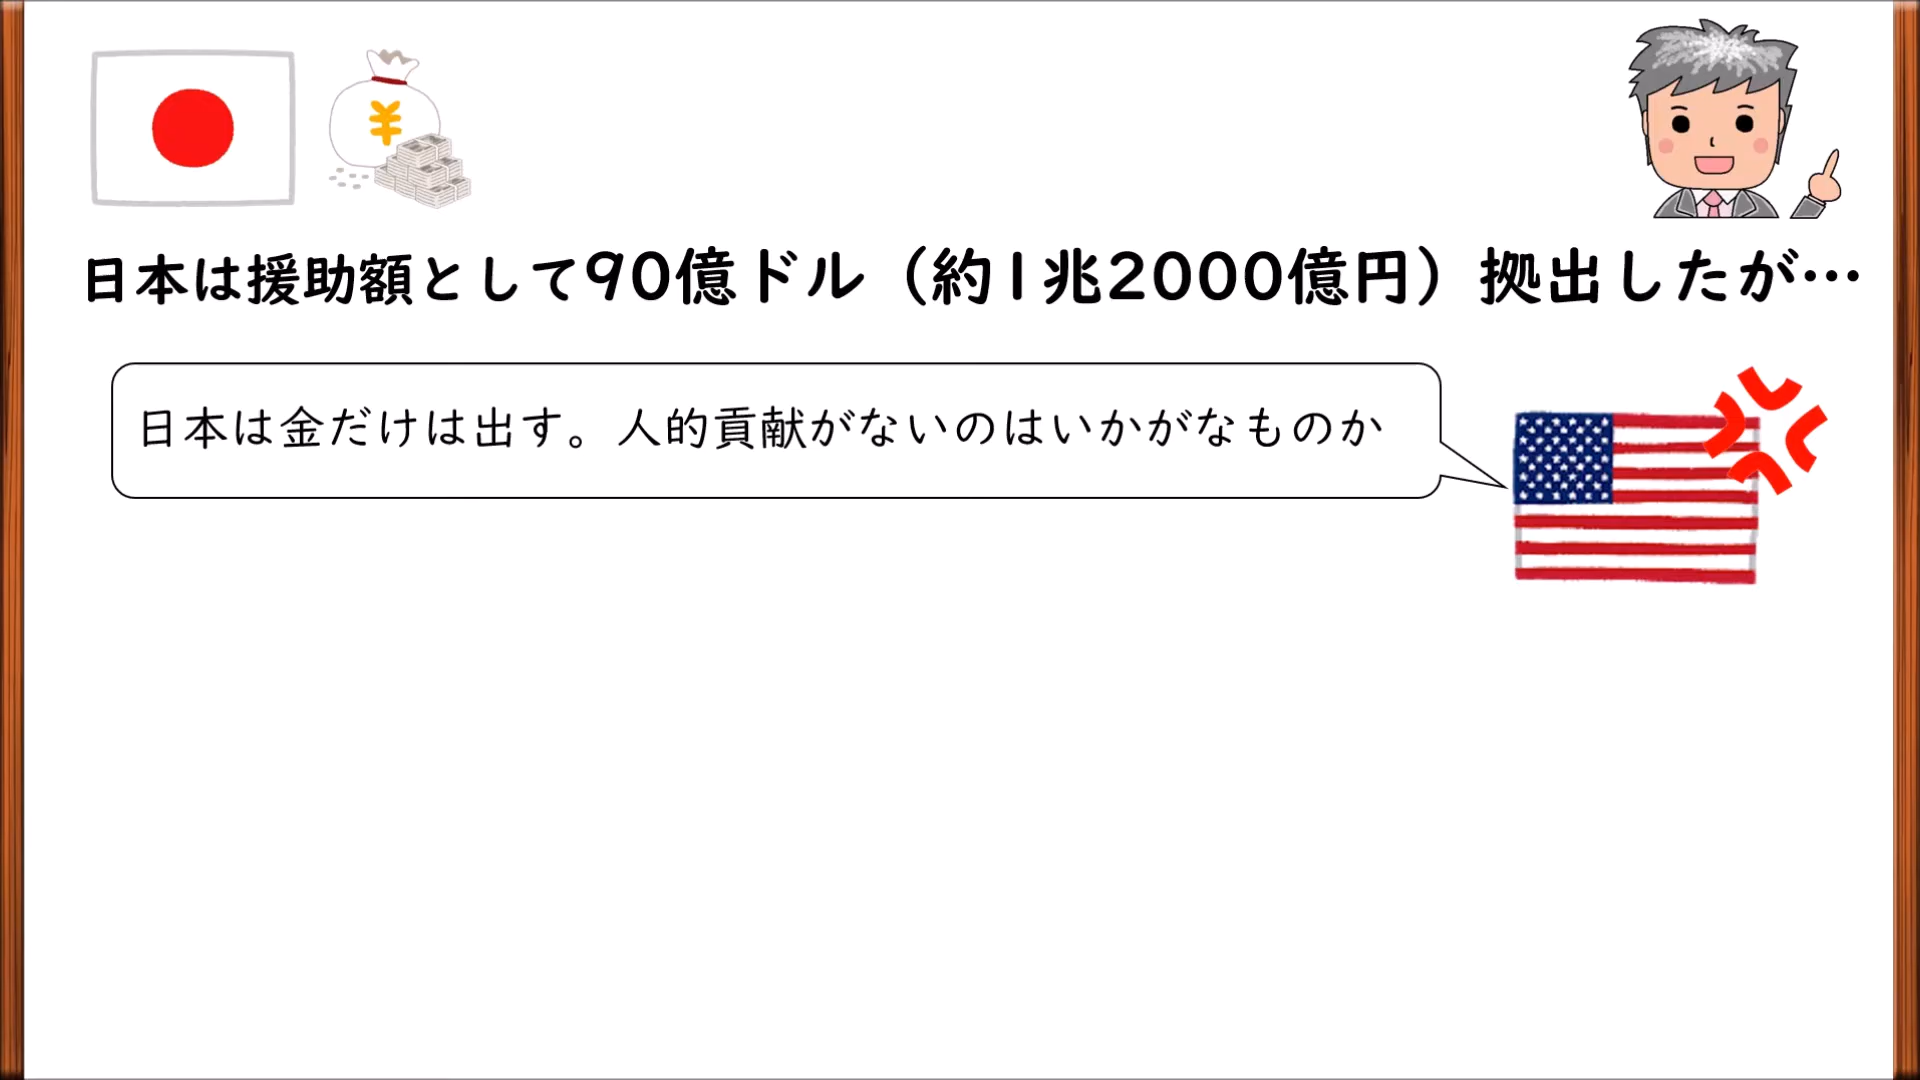 ¥
日本は援助額として90億ドル（約1兆2000億円）拠出したが…
日本は金だけは出す。人的貢献がないのはいかがなものか